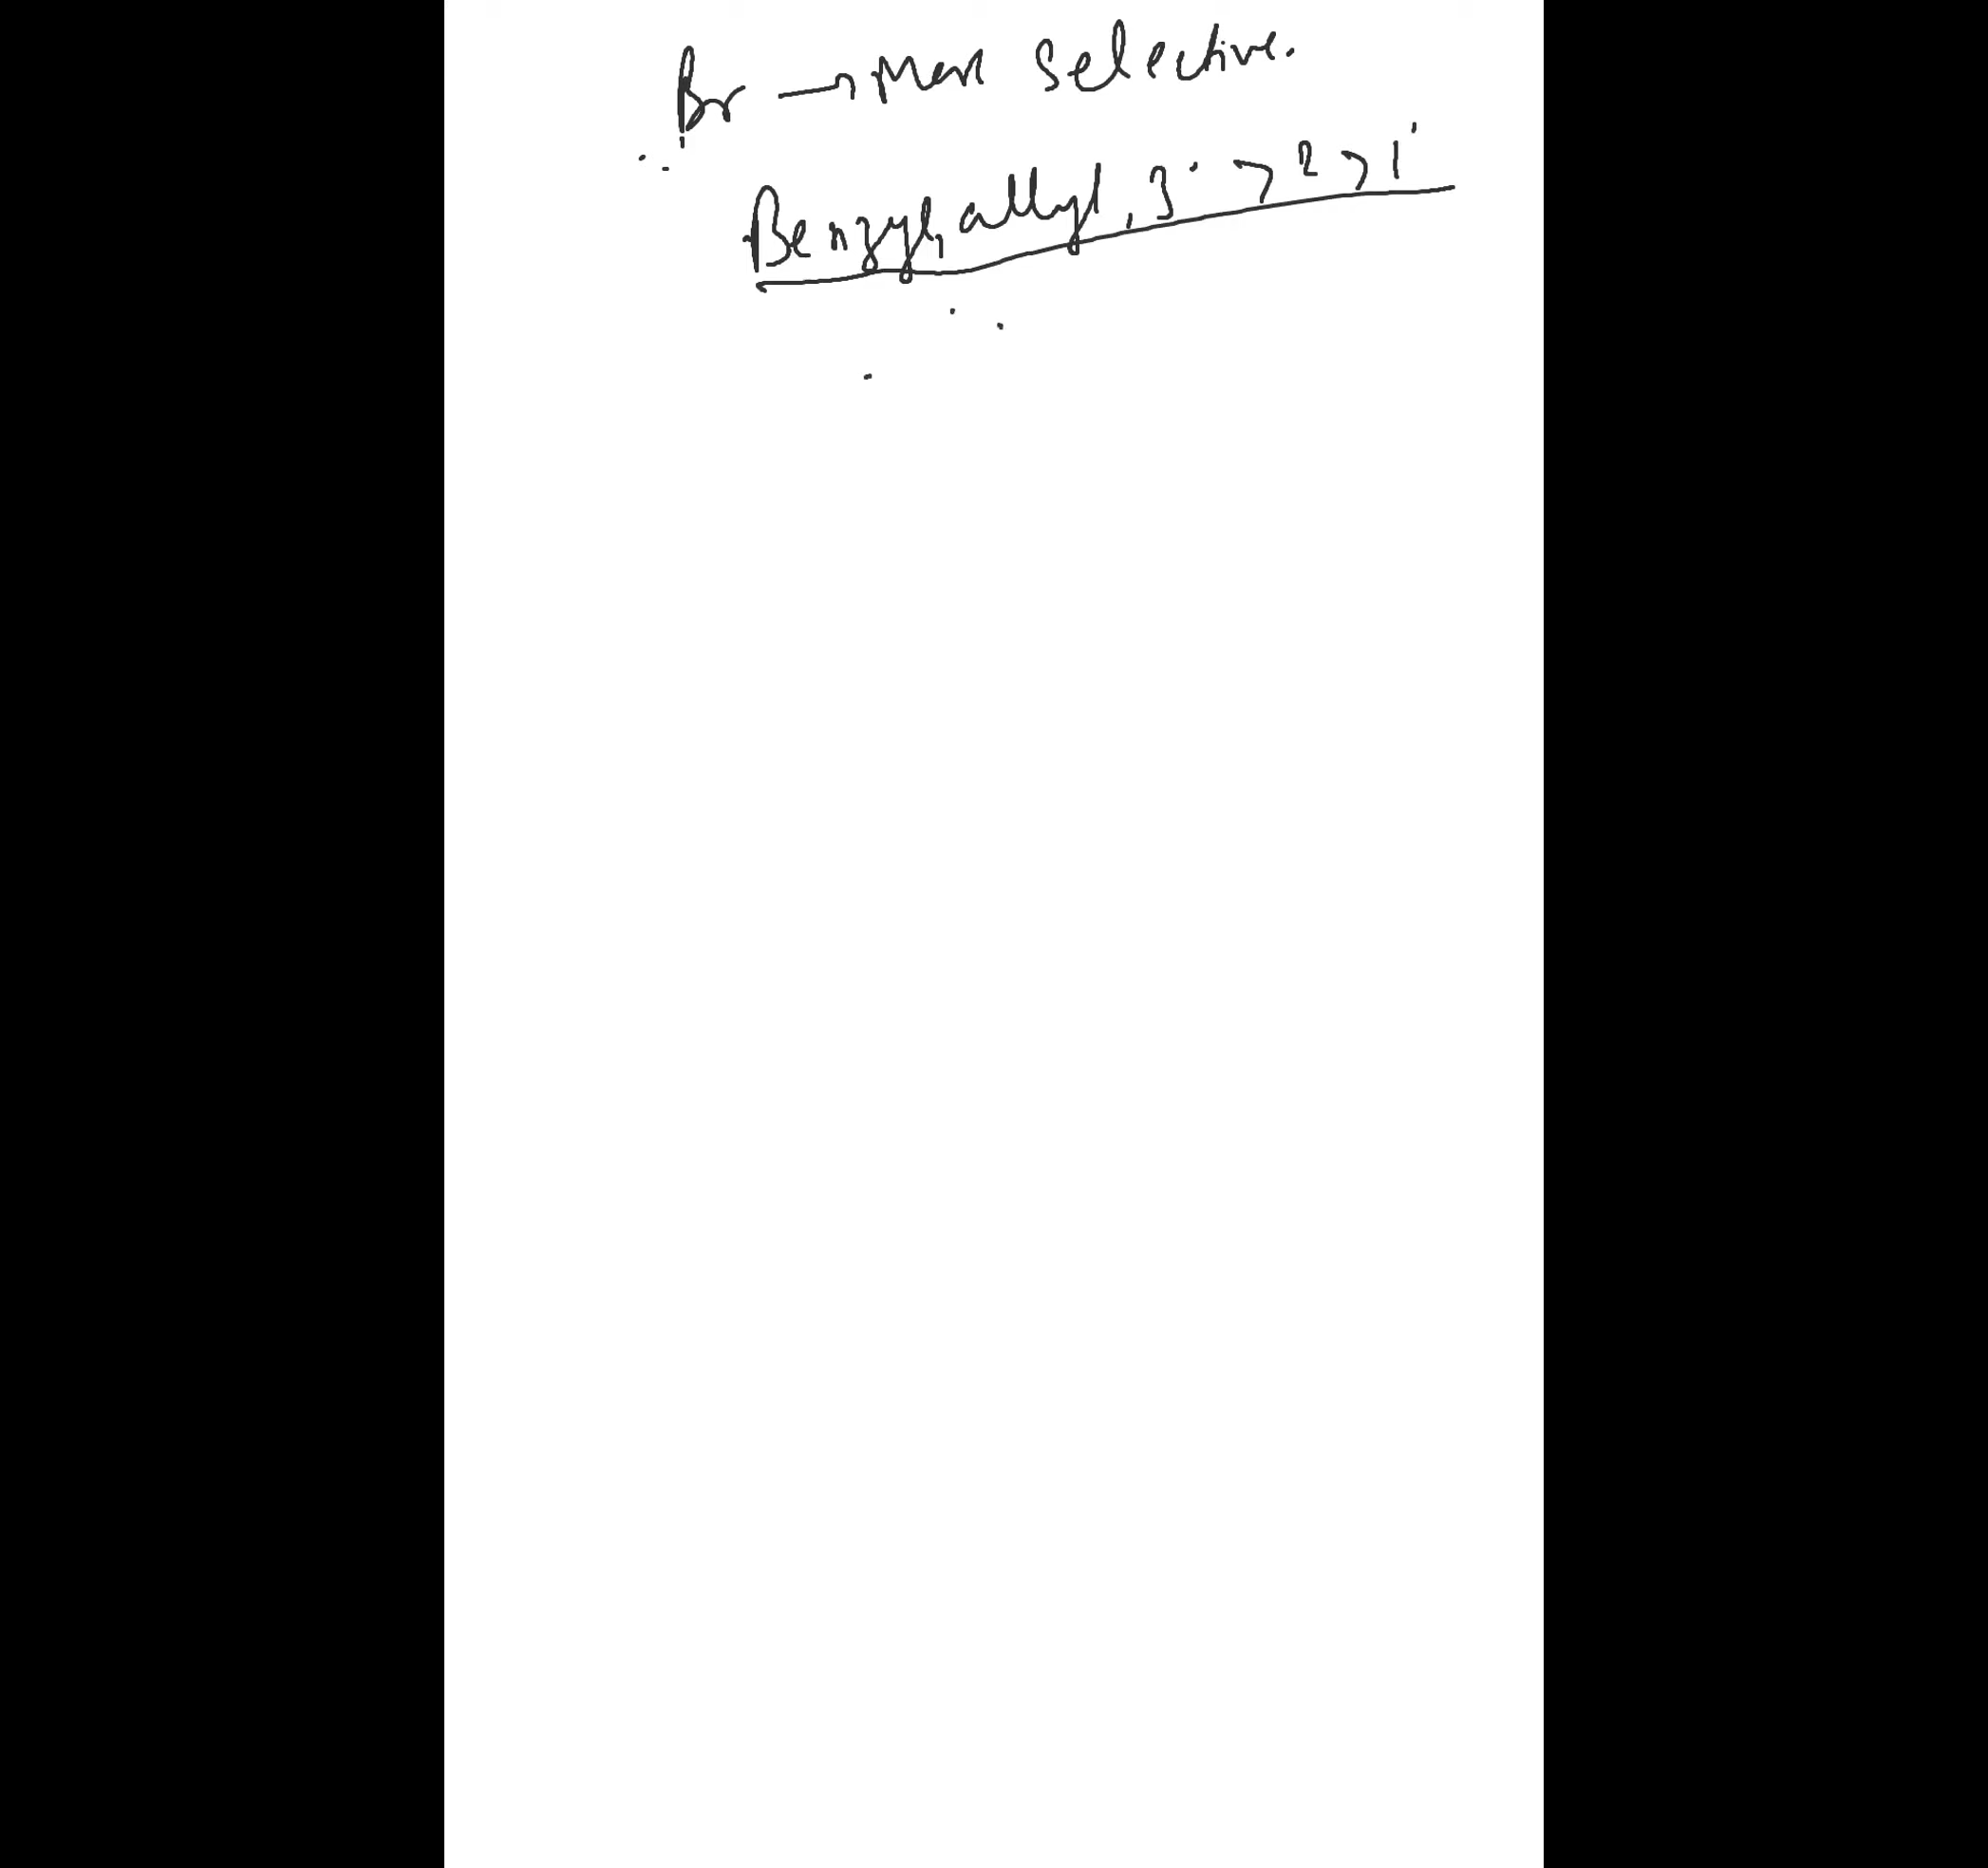 Br → More selective.
Benzyl, allyl, 3° > 2 > 1°